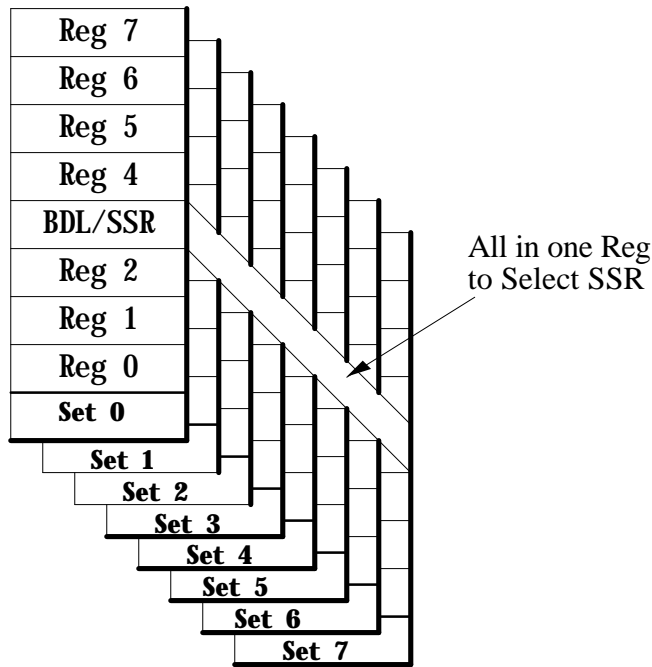 Reg 7
Reg 6
Reg 5
Reg 4
BDL/SSR
Reg 2
Reg 1
Reg 0
Set 0
Set 1
Set 2
Set 3
Set 4
Set 5
Set 6
Set 7
All in one Reg
to Select SSR